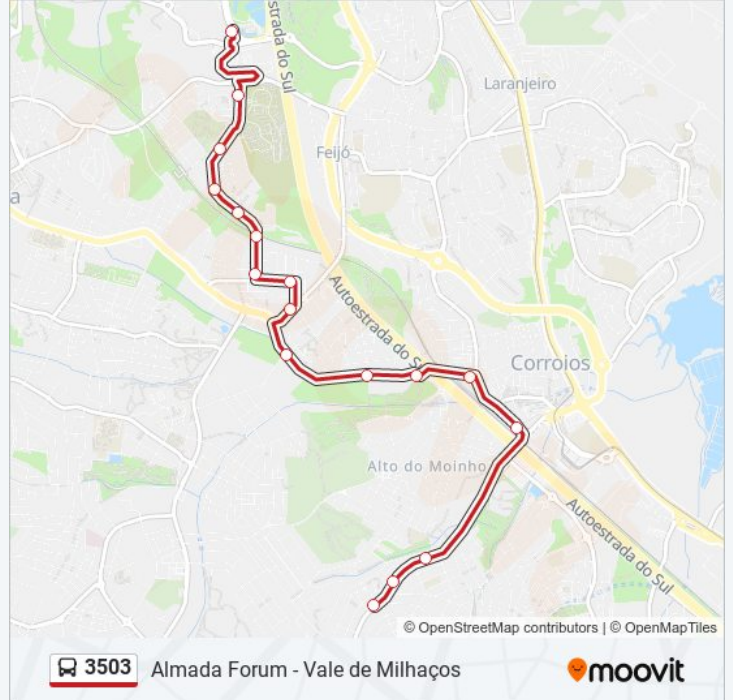 estrada do Sul
Laranjeiro
Feijó
a
Autoestrada do S
Corroios
Alto do Moinho
Autoestrada do Sul
© OpenStreetMap contributors | © OpenMapTiles
3503 Almada Forum - Vale de Milhaços
moovit